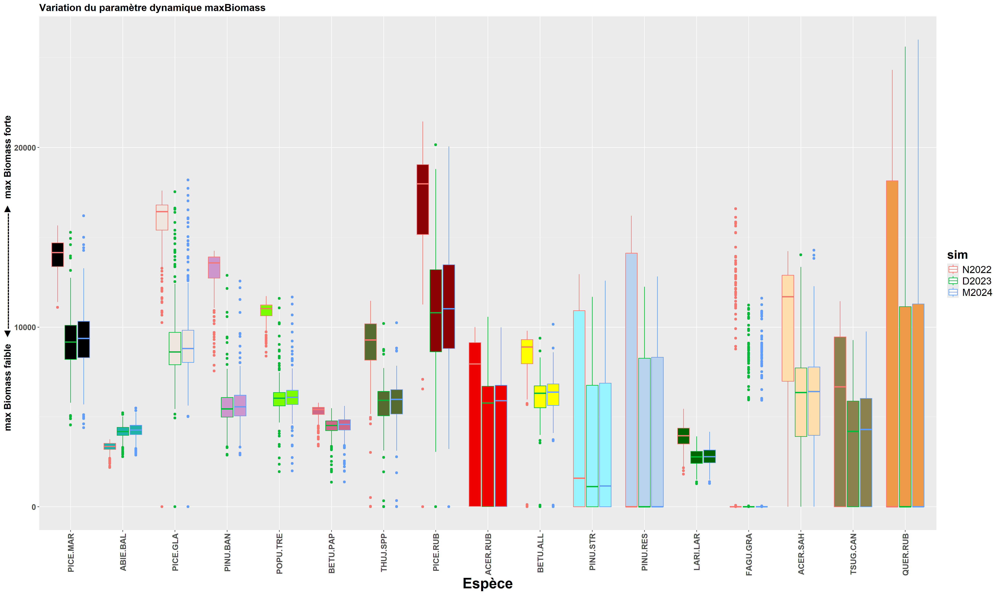 Variation du paramètre dynamique maxBiomass
max Biomass faible ◄--------------------------------► max Biomass forte
20000
10000
0
PICE.MAR
ABIE.BAL
PICE.GLA
PINU.BAN
POPU.TRE
BETU.PAP
THUJ.SPP
PICE.RUB
ACER.RUB
BETU.ALL
PINU.STR
PINU.RES
LARI.LAR
FAGU.GRA
ACER.SAH
TSUG.CAN
QUER.RUB
Espèce
sim
N2022
D2023
M2024